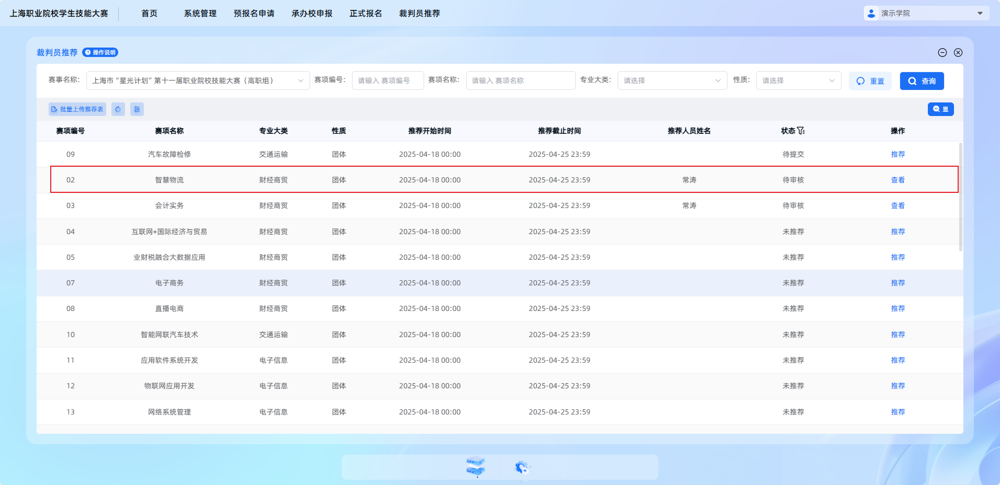 上海职业院校学生技能大赛 首页 系统管理 预报名申请 承办校申报 正式报名 裁判员推荐 演示学院
裁判员推荐 操作说明
赛事名称: 上海市“星光计划”第十一届职业院校技能大赛（高职组） 赛项编号: 请输入 赛项编号 赛项名称: 请输入 赛项名称 专业大类: 请选择 性质: 请选择 重置 查询
批量上传推荐表 显
赛项编号 赛项名称 专业大类 性质 推荐开始时间 推荐截止时间 推荐人员姓名 状态 操作
09 汽车故障检修 交通运输 团体 2025-04-18 00:00 2025-04-25 23:59 待提交 推荐
02 智慧物流 财经商贸 团体 2025-04-18 00:00 2025-04-25 23:59 常涛 待审核 查看
03 会计实务 财经商贸 团体 2025-04-18 00:00 2025-04-25 23:59 常涛 待审核 查看
04 互联网+国际经济与贸易 财经商贸 团体 2025-04-18 00:00 2025-04-25 23:59 未推荐 推荐
05 业财税融合大数据应用 财经商贸 团体 2025-04-18 00:00 2025-04-25 23:59 未推荐 推荐
07 电子商务 财经商贸 团体 2025-04-18 00:00 2025-04-25 23:59 未推荐 推荐
08 直播电商 财经商贸 团体 2025-04-18 00:00 2025-04-25 23:59 未推荐 推荐
10 智能网联汽车技术 交通运输 团体 2025-04-18 00:00 2025-04-25 23:59 未推荐 推荐
11 应用软件系统开发 电子信息 团体 2025-04-18 00:00 2025-04-25 23:59 未推荐 推荐
12 物联网应用开发 电子信息 团体 2025-04-18 00:00 2025-04-25 23:59 未推荐 推荐
13 网络系统管理 电子信息 团体 2025-04-18 00:00 2025-04-25 23:59 未推荐 推荐